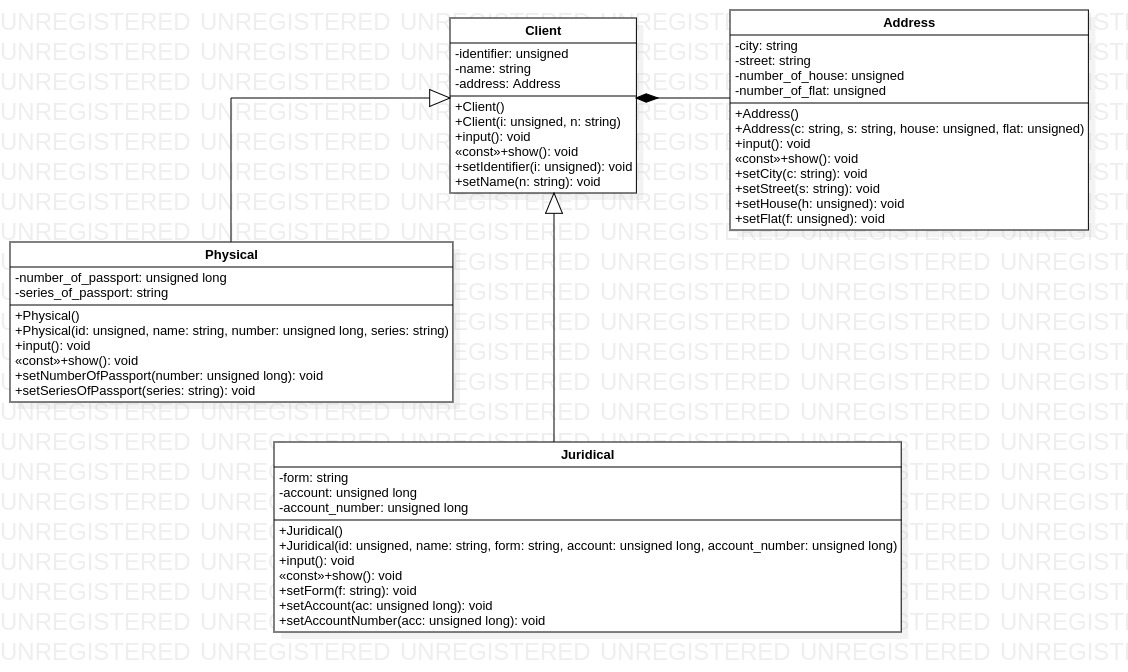 Client
-identifier: unsigned
-name: string
-address: Address
+Client()
+Client(i: unsigned, n: string)
+input(): void
«const»+show(): void
+setIdentifier(i: unsigned): void
+setName(n: string): void
Address
-city: string
-street: string
-number_of_house: unsigned
-number_of_flat: unsigned
+Address()
+Address(c: string, s: string, house: unsigned, flat: unsigned)
+input(): void
«const»+show(): void
+setCity(c: string): void
+setStreet(s: string): void
+setHouse(h: unsigned): void
+setFlat(f: unsigned): void
Physical
-number_of_passport: unsigned long
-series_of_passport: string
+Physical()
+Physical(id: unsigned, name: string, number: unsigned long, series: string)
+input(): void
«const»+show(): void
+setNumberOfPassport(number: unsigned long): void
+setSeriesOfPassport(series: string): void
Juridical
-form: string
-account: unsigned long
-account_number: unsigned long
+Juridical()
+Juridical(id: unsigned, name: string, form: string, account: unsigned long, account_number: unsigned long)
+input(): void
«const»+show(): void
+setForm(f: string): void
+setAccount(ac: unsigned long): void
+setAccountNumber(acc: unsigned long): void
UNREGISTERED